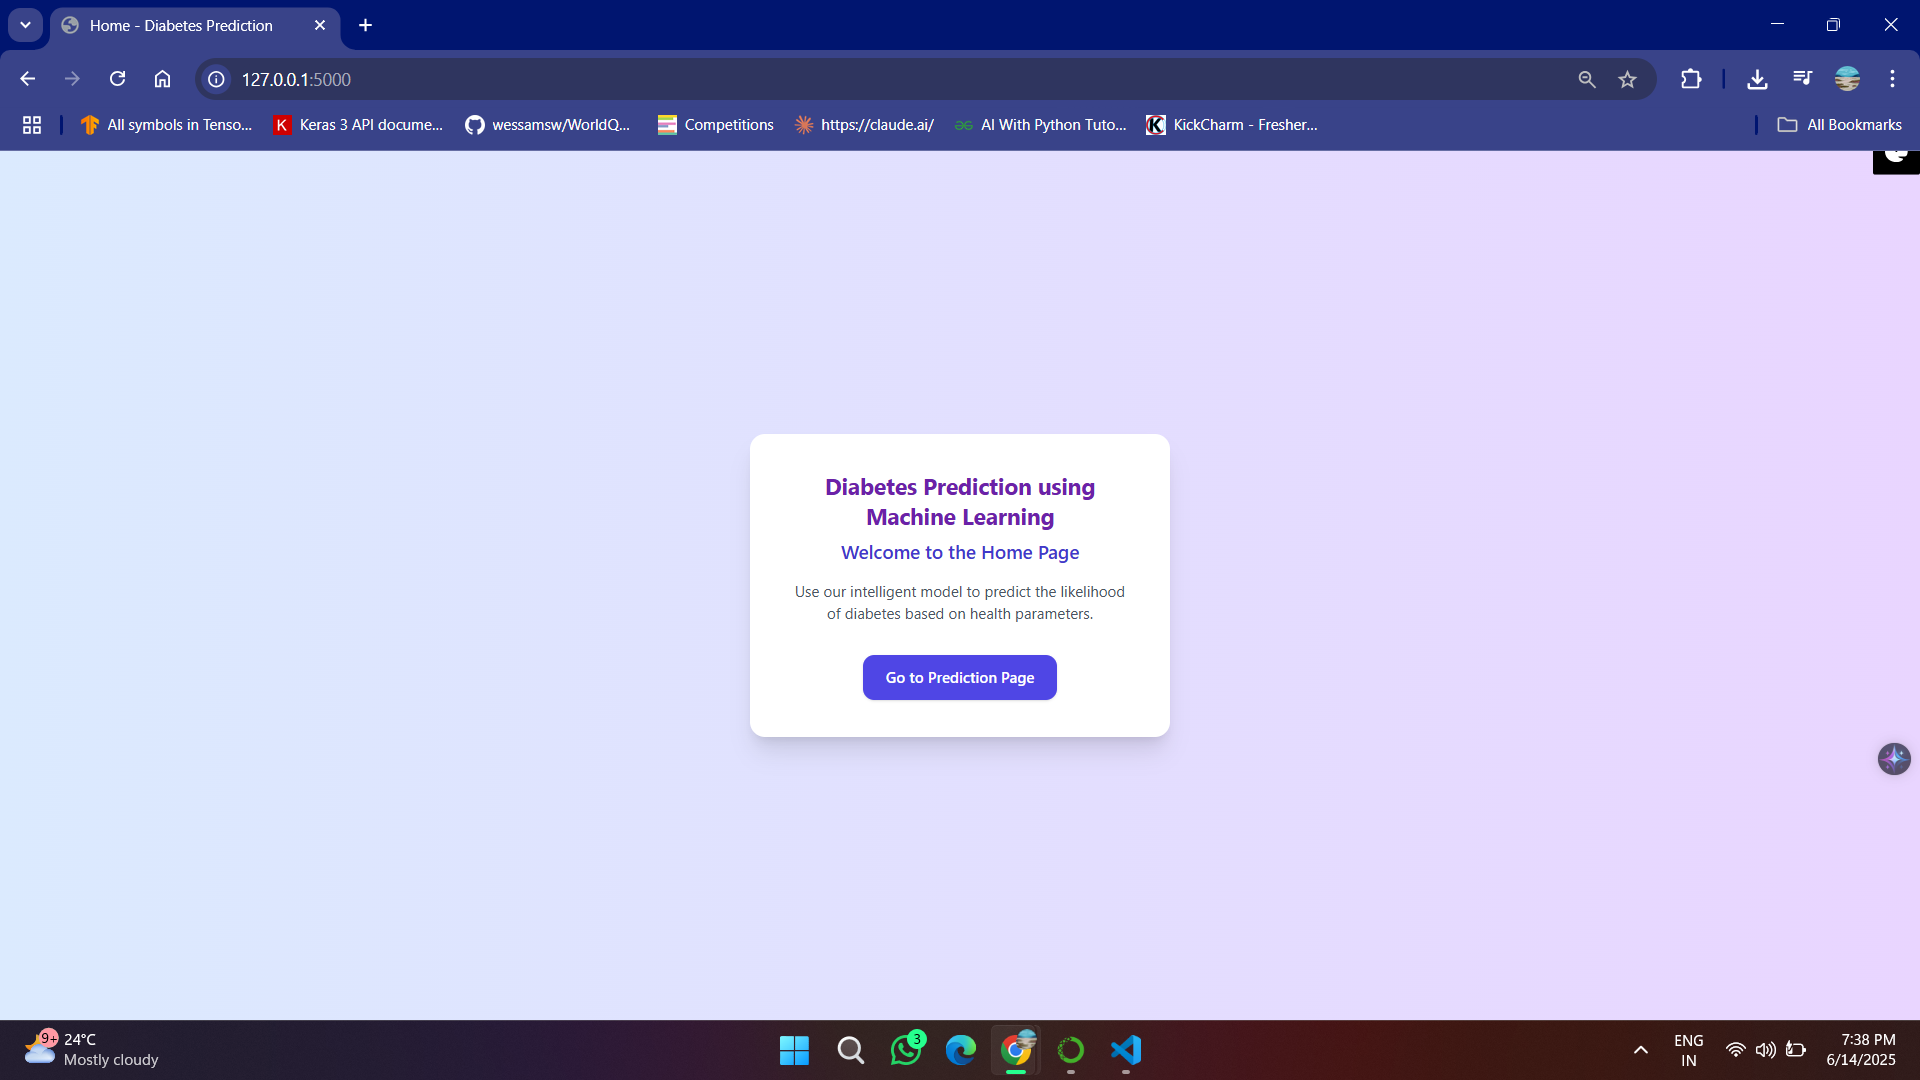 Home - Diabetes Prediction
127.0.0.1:5000
All symbols in Tenso... K Keras 3 API docume... wessamsw/WorldQ... Competitions https://claude.ai/ AI With Python Tuto... K KickCharm - Fresher... All Bookmarks
Diabetes Prediction using
Machine Learning
Welcome to the Home Page
Use our intelligent model to predict the likelihood
of diabetes based on health parameters.
Go to Prediction Page
9+ 24°C
Mostly cloudy
3
ENG
IN
7:38 PM
6/14/2025